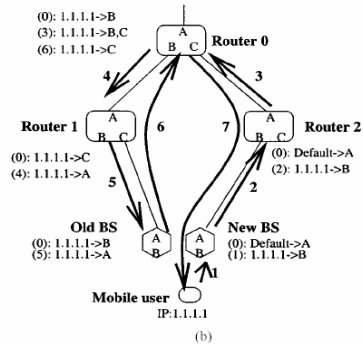 (0): 1.1.1.1->B
(3): 1.1.1.1->B,C
(6): 1.1.1.1->C
A
B C
Router 0
4
3
Router 1
A
B C
6
7
A
B C
Router 2
(0): 1.1.1.1->C
(4): 1.1.1.1->A
(0): Default->A
(2): 1.1.1.1->B
5
2
Old BS
New BS
(0): 1.1.1.1->B
(5): 1.1.1.1->A
A
B
A
B
(0): Default->A
(1): 1.1.1.1->B
1
Mobile user
IP:1.1.1.1
(b)